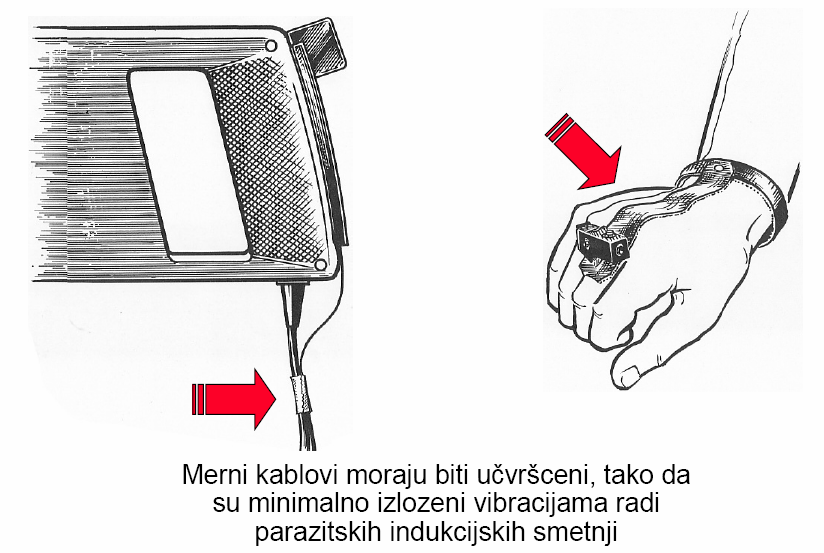 Merni kablovi moraju biti učvršceni, tako da
su minimalno izlozeni vibracijama radi
parazitskih indukcijskih smetnji